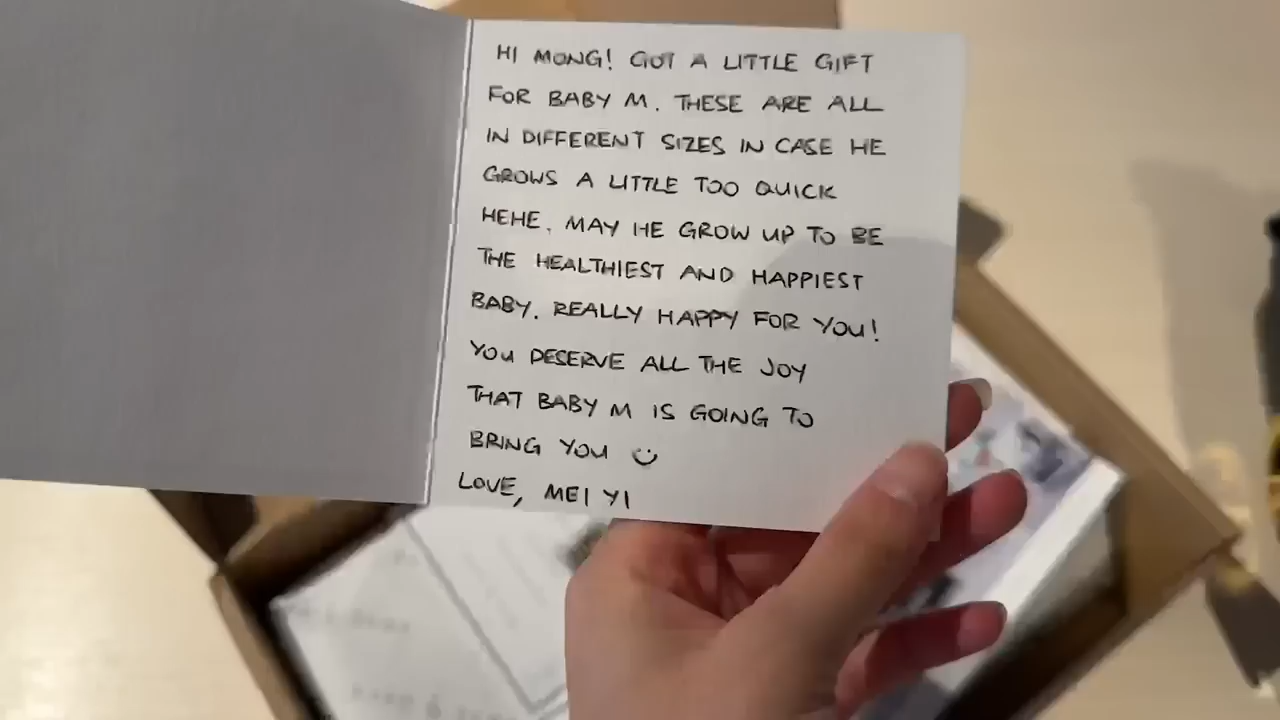 HI MONG! GOT A LITTLE GIFT
FOR BABY M. THESE ARE ALL
IN DIFFERENT SIZES IN CASE HE
GROWS A LITTLE TOO QUICK
HEHE. MAY HE GROW UP TO BE
THE HEALTHIEST AND HAPPIEST
BABY. REALLY HAPPY FOR YOU!
YOU DESERVE ALL THE JOY
THAT BABY M IS GOING TO
BRING YOU ☺
LOVE, MEI YI